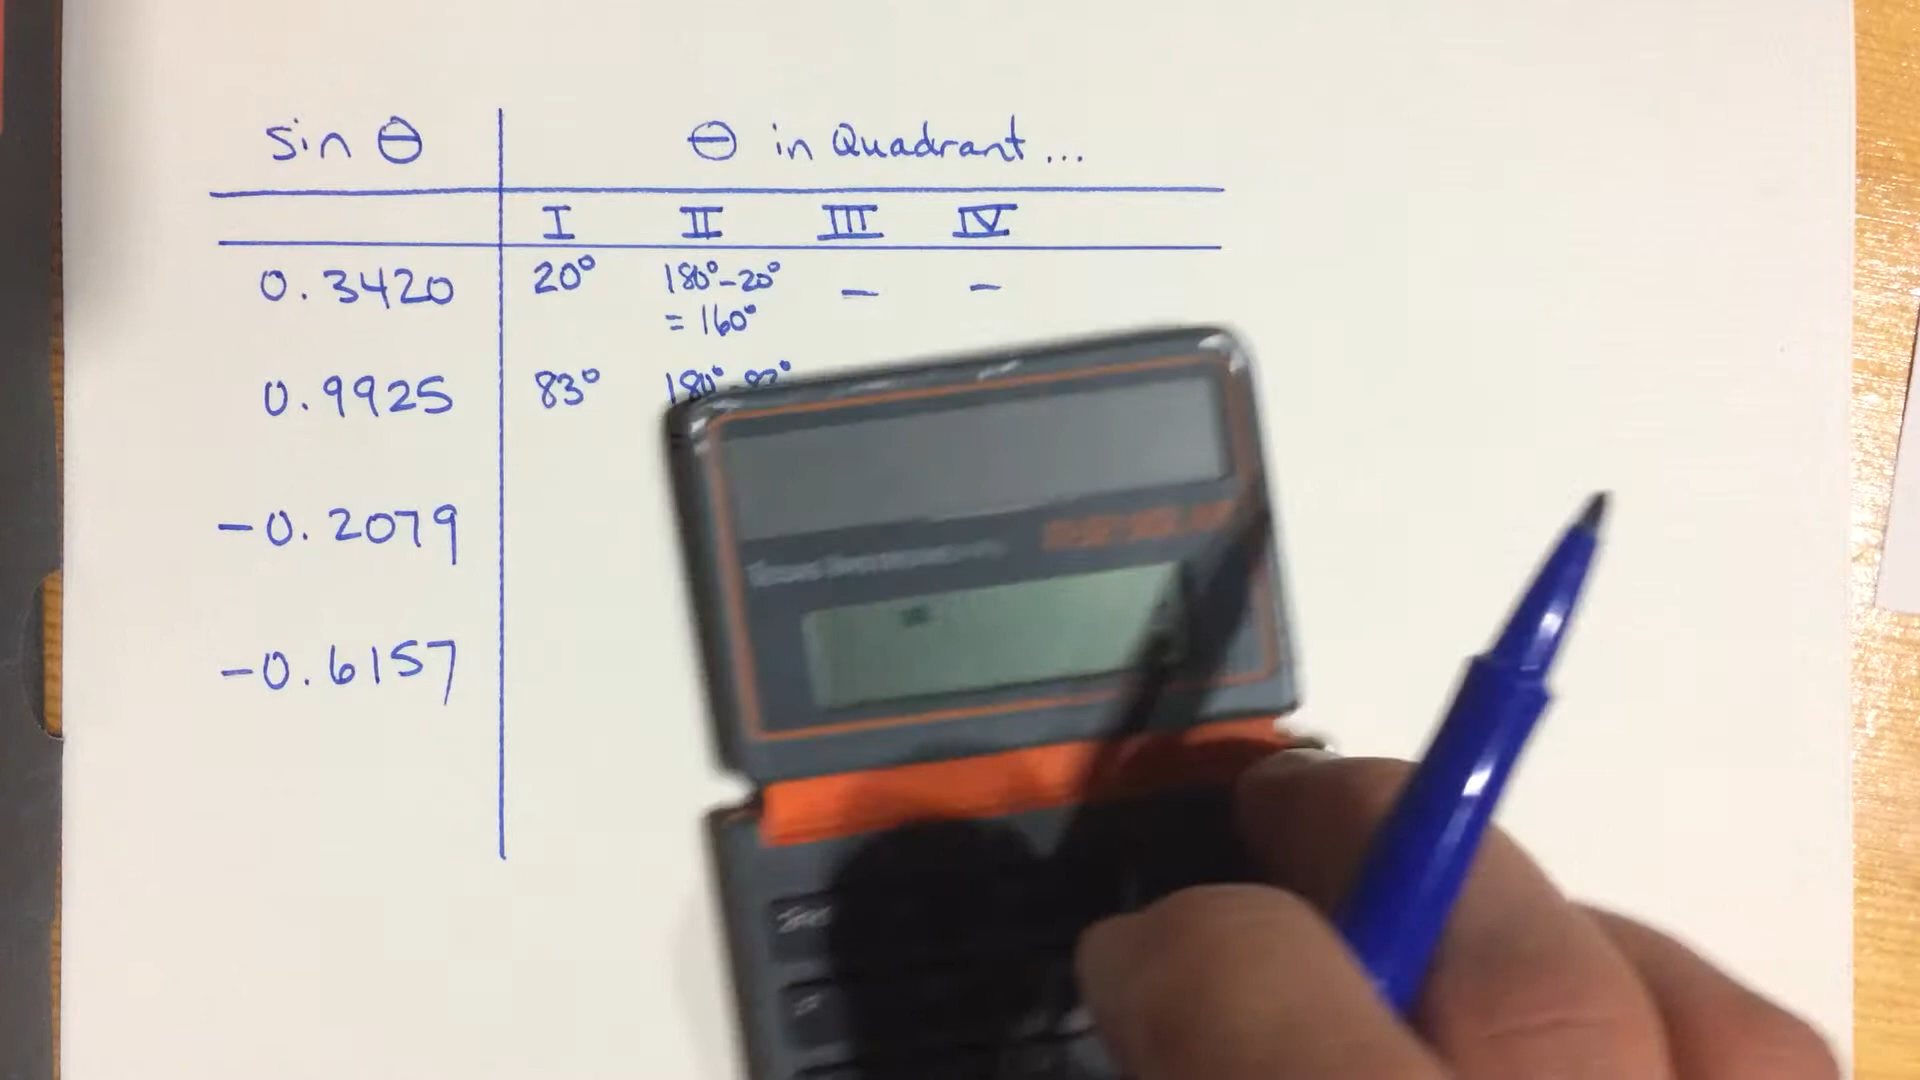 sin θ θ in Quadrant ...
I II III IV
0.3420 20° 180°-20° — —
= 160°
0.9925 83° 180°
-0.2079
-0.6157